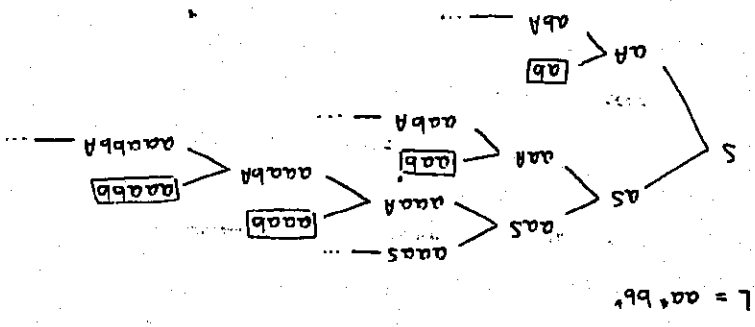 L = aa*bb*
aaaS ...
aaS
aaab
aaaA
aS
aaabb
aaabA
aab
aaA
S
aaabbA ...
aabA ...
ab
aA
abA ...